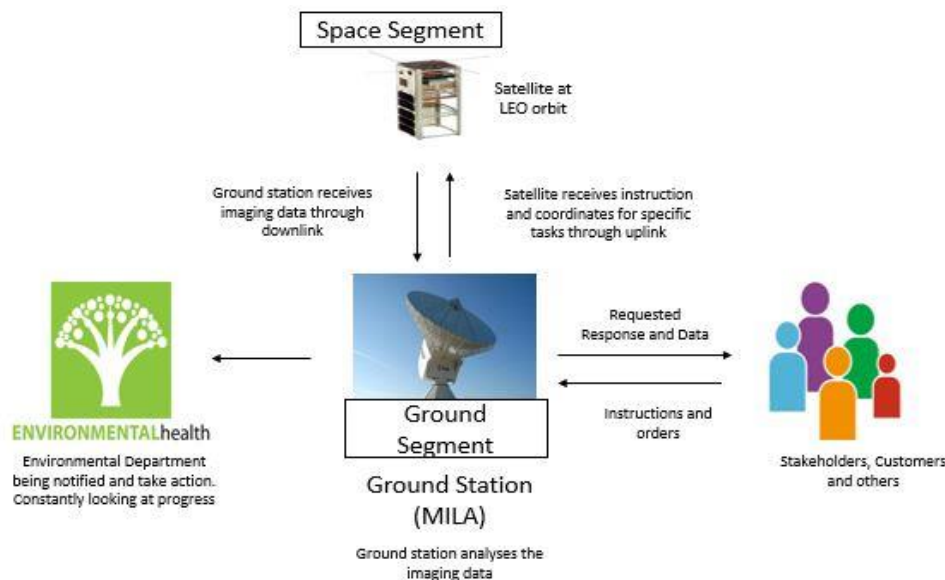 Space Segment
Satellite at
LEO orbit
Ground station receives
imaging data through
downlink
Satellite receives instruction
and coordinates for specific
tasks through uplink
Requested
Response and Data
Instructions and
orders
ENVIRONMENTALhealth
Environmental Department
being notified and take action.
Constantly looking at progress
Ground
Segment
Ground Station
(MILA)
Ground station analyses the
imaging data
Stakeholders, Customers
and others